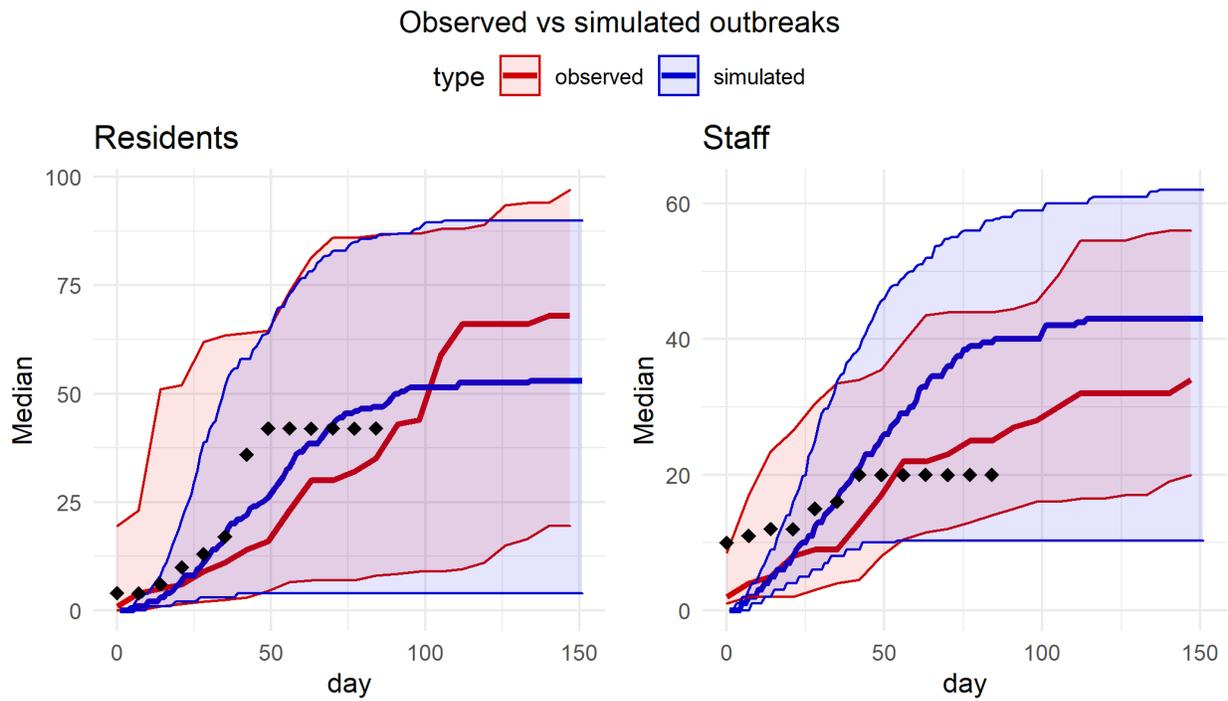 Observed vs simulated outbreaks
type observed simulated
Residents
100
75
50
25
0
Median
0 50 100 150
day
Staff
60
40
20
0
Median
0 50 100 150
day